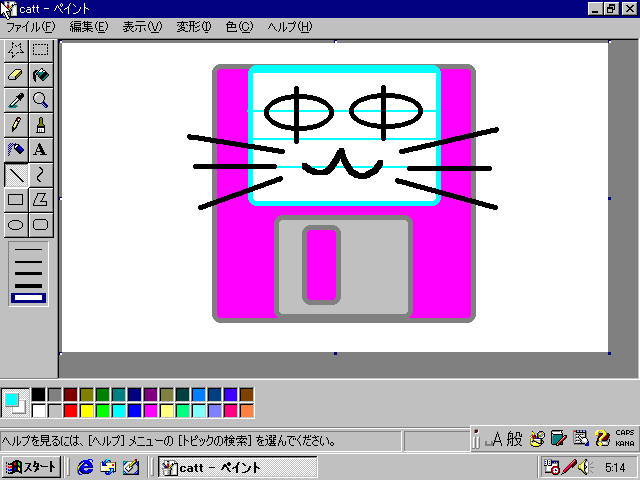 catt - ペイント
ファイル(F) 編集(E) 表示(V) 変形(I) 色(C) ヘルプ(H)
A
ヘルプを見るには、[ヘルプ] メニューの [トピックの検索] を選んでください。
A 般 CAPS
KANA
スタート catt - ペイント 5:14